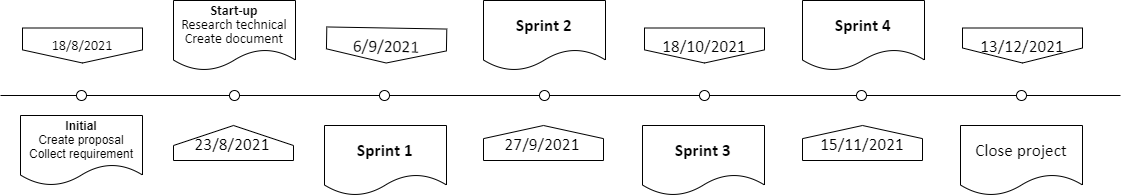 18/8/2021
Initial
Create proposal
Collect requirement
Start-up
Research technical
Create document
23/8/2021
6/9/2021
Sprint 1
Sprint 2
27/9/2021
18/10/2021
Sprint 3
Sprint 4
15/11/2021
13/12/2021
Close project